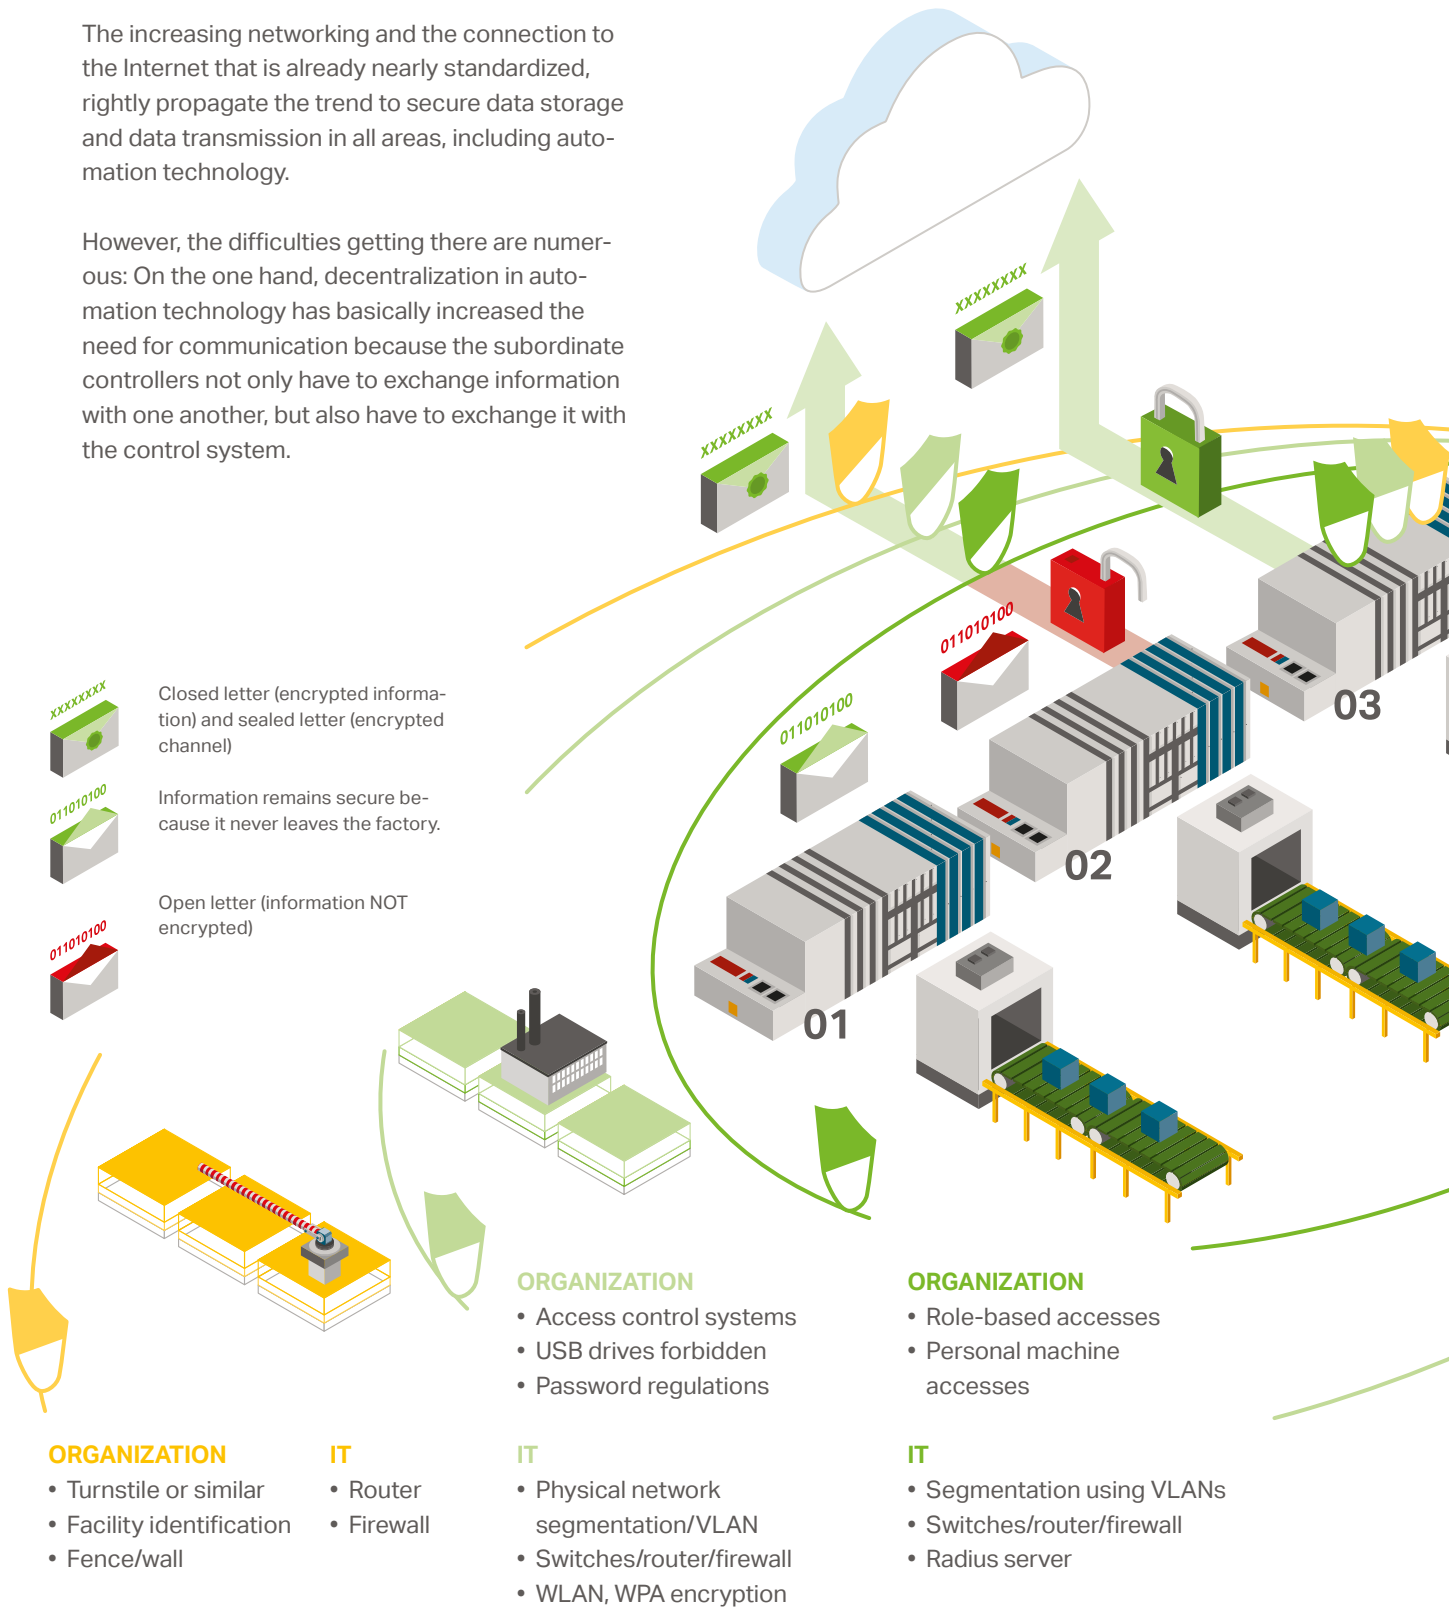 The increasing networking and the connection to
the Internet that is already nearly standardized,
rightly propagate the trend to secure data storage
and data transmission in all areas, including auto-
mation technology.
However, the difficulties getting there are numer-
ous: On the one hand, decentralization in auto-
mation technology has basically increased the
need for communication because the subordinate
controllers not only have to exchange information
with one another, but also have to exchange it with
the control system.
XXXXXXXX
XXXXXXXX
011010100
011010100
03
02
01
XXXXXXXX
Closed letter (encrypted informa-
tion) and sealed letter (encrypted
channel)
011010100
Information remains secure be-
cause it never leaves the factory.
011010100
Open letter (information NOT
encrypted)
ORGANIZATION
• Turnstile or similar
• Facility identification
• Fence/wall
IT
• Router
• Firewall
ORGANIZATION
• Access control systems
• USB drives forbidden
• Password regulations
IT
• Physical network
segmentation/VLAN
• Switches/router/firewall
• WLAN, WPA encryption
ORGANIZATION
• Role-based accesses
• Personal machine
accesses
IT
• Segmentation using VLANs
• Switches/router/firewall
• Radius server